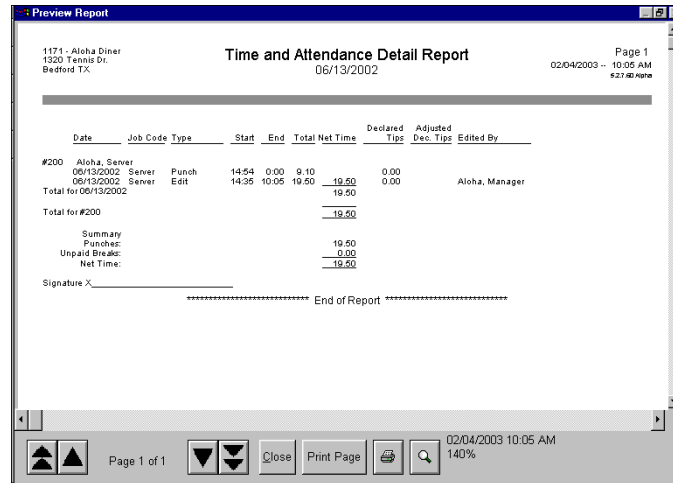 Preview Report
1171 - Aloha Diner
1320 Tennis Dr.
Bedford TX
Time and Attendance Detail Report
06/13/2002
Page 1
02/04/2003 -- 10:05 AM
5.2.7.60 Alpha
Date Job Code Type Start End Total Net Time Declared Tips Adjusted Dec. Tips Edited By
#200 Aloha, Server
06/13/2002 Server Punch 14:54 0:00 9.10 0.00
06/13/2002 Server Edit 14:35 10:05 19.50 19.50 0.00 Aloha, Manager
Total for 06/13/2002 19.50
Total for #200 19.50
Summary
Punches: 19.50
Unpaid Breaks: 0.00
Net Time: 19.50
Signature X
**************************** End of Report ****************************
Page 1 of 1
Close
Print Page
02/04/2003 10:05 AM
140%